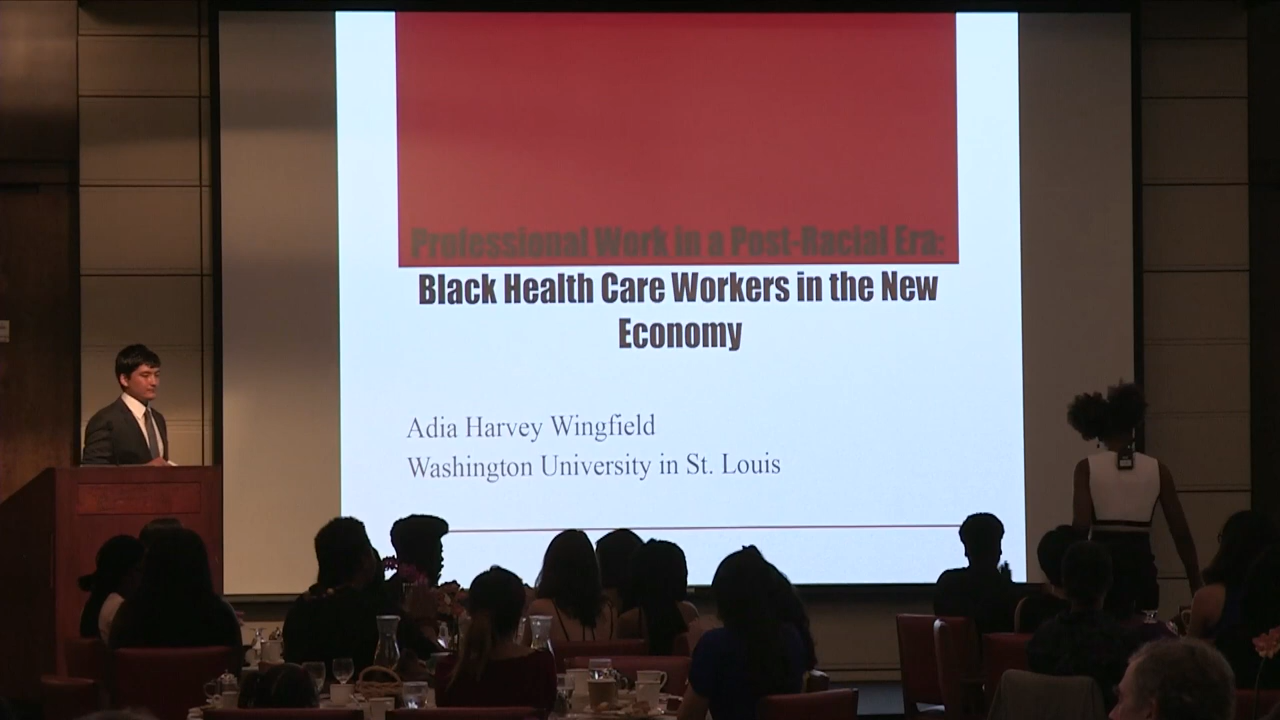 Professional Work in a Post-Racial Era:
Black Health Care Workers in the New
Economy
Adia Harvey Wingfield
Washington University in St. Louis